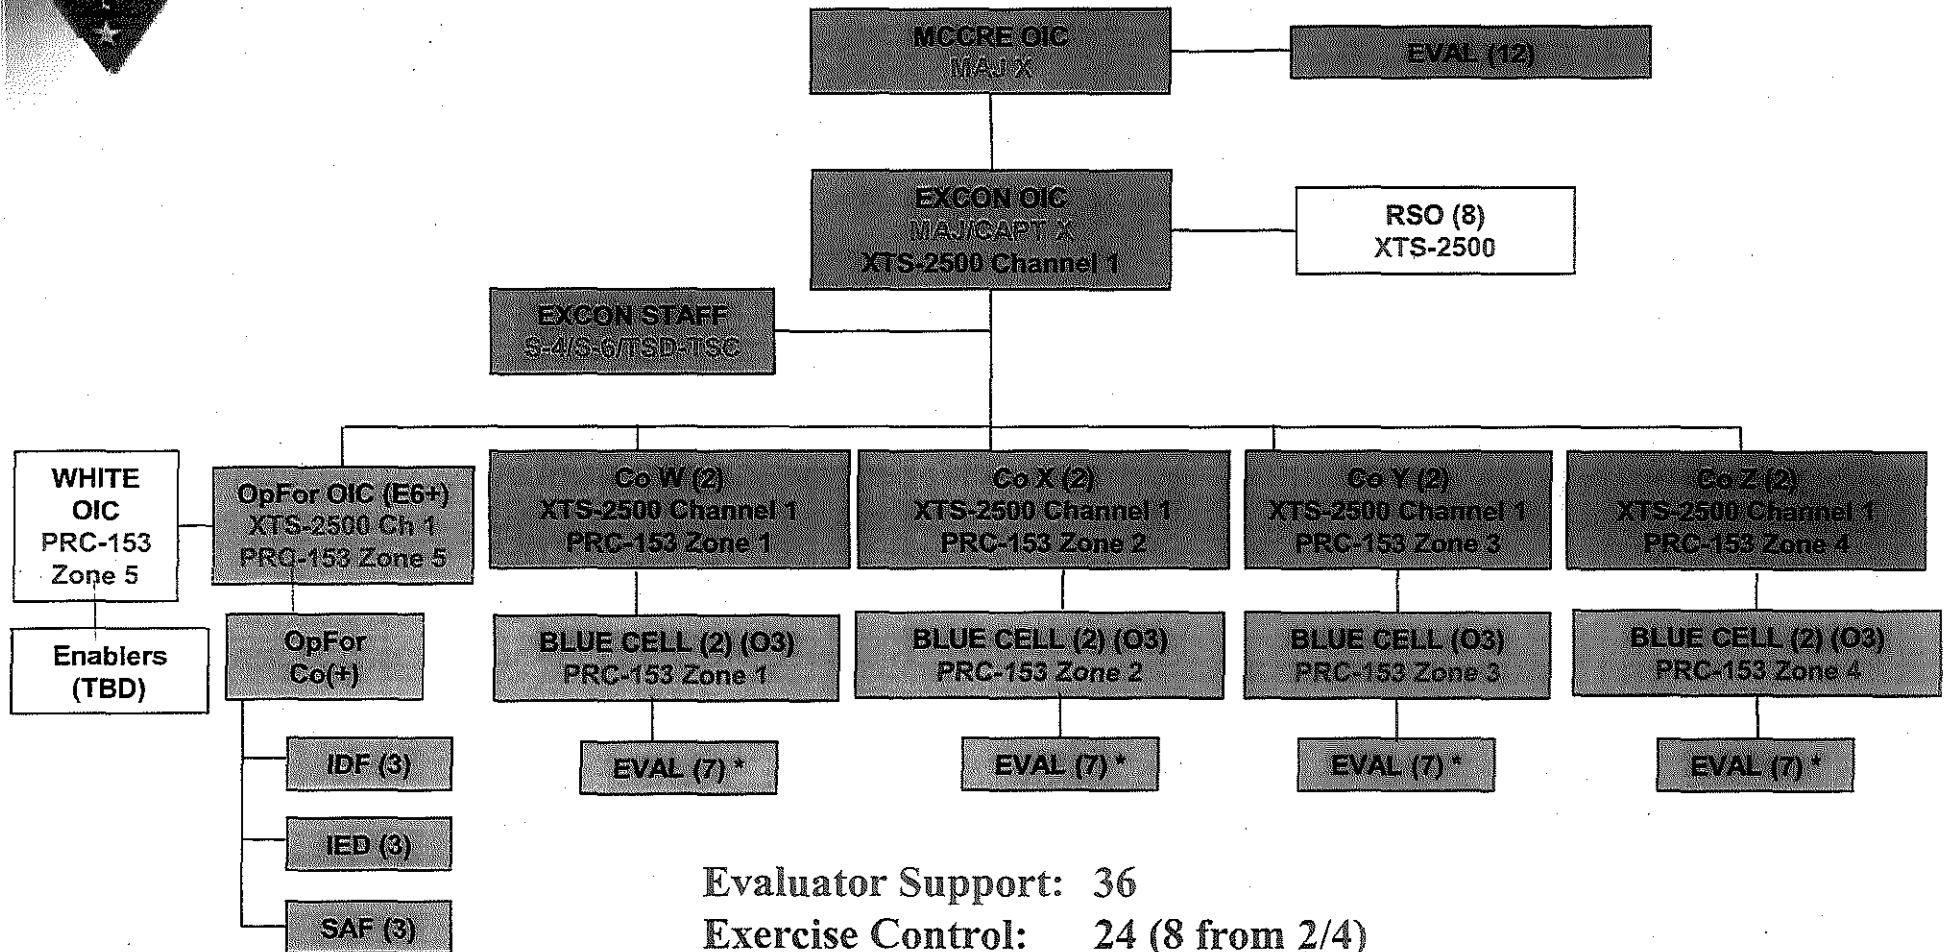 MCCRE OIC
MAJ X
EVAL (12)
EXCON OIC
MAJ/CAPT X
XTS-2500 Channel 1
RSO (8)
XTS-2500
EXCON STAFF
S-4/S-6/TSD-TSC
WHITE
OIC
PRC-153
Zone 5
OpFor OIC (E6+)
XTS-2500 Ch 1
PRC-153 Zone 5
Co W (2)
XTS-2500 Channel 1
PRC-153 Zone 1
Co X (2)
XTS-2500 Channel 1
PRC-153 Zone 2
Co Y (2)
XTS-2500 Channel 1
PRC-153 Zone 3
Co Z (2)
XTS-2500 Channel 1
PRC-153 Zone 4
Enablers
(TBD)
OpFor
Co(+)
BLUE CELL (2) (O3)
PRC-153 Zone 1
BLUE CELL (2) (O3)
PRC-153 Zone 2
BLUE CELL (O3)
PRC-153 Zone 3
BLUE CELL (2) (O3)
PRC-153 Zone 4
IDF (3)
IED (3)
SAF (3)
EVAL (7) *
EVAL (7) *
EVAL (7) *
EVAL (7) *
Evaluator Support: 36
Exercise Control: 24 (8 from 2/4)